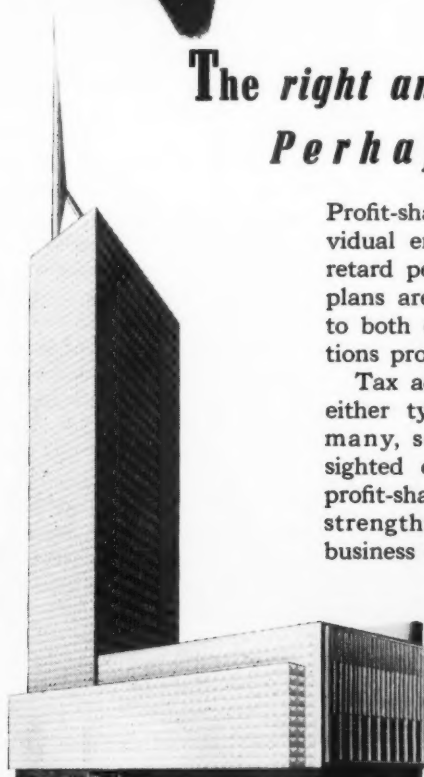 The right an
Perha
Profit-sha
vidual en
retard pe
plans are
to both
tions pro
Tax a
either ty
many, s
sighted
profit-sha
strength
business